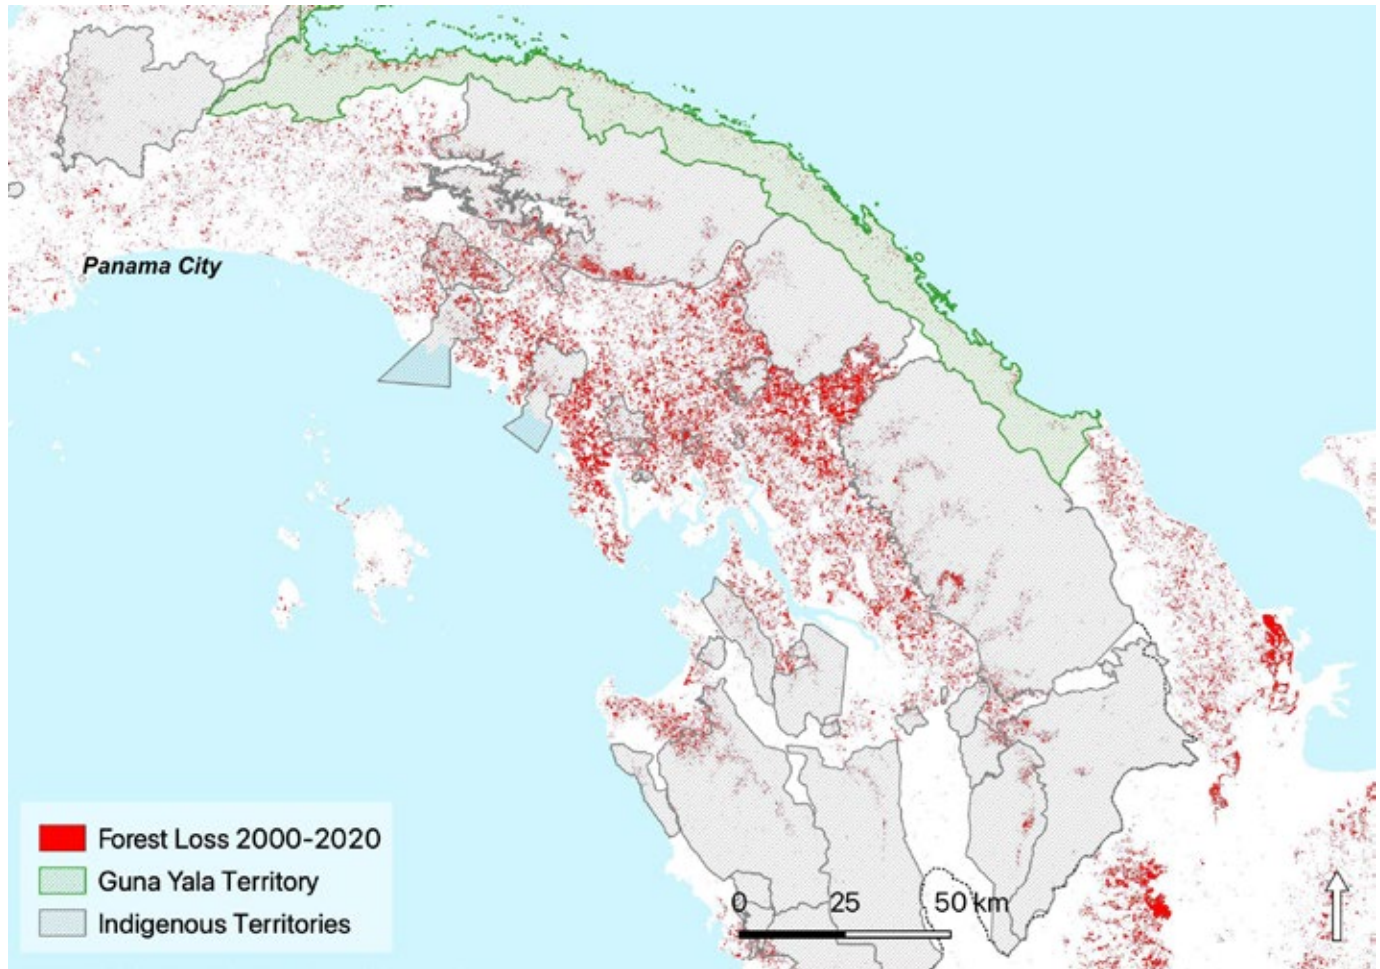 Panama City
Forest Loss 2000-2020
Guna Yala Territory
Indigenous Territories
0 25 50 km